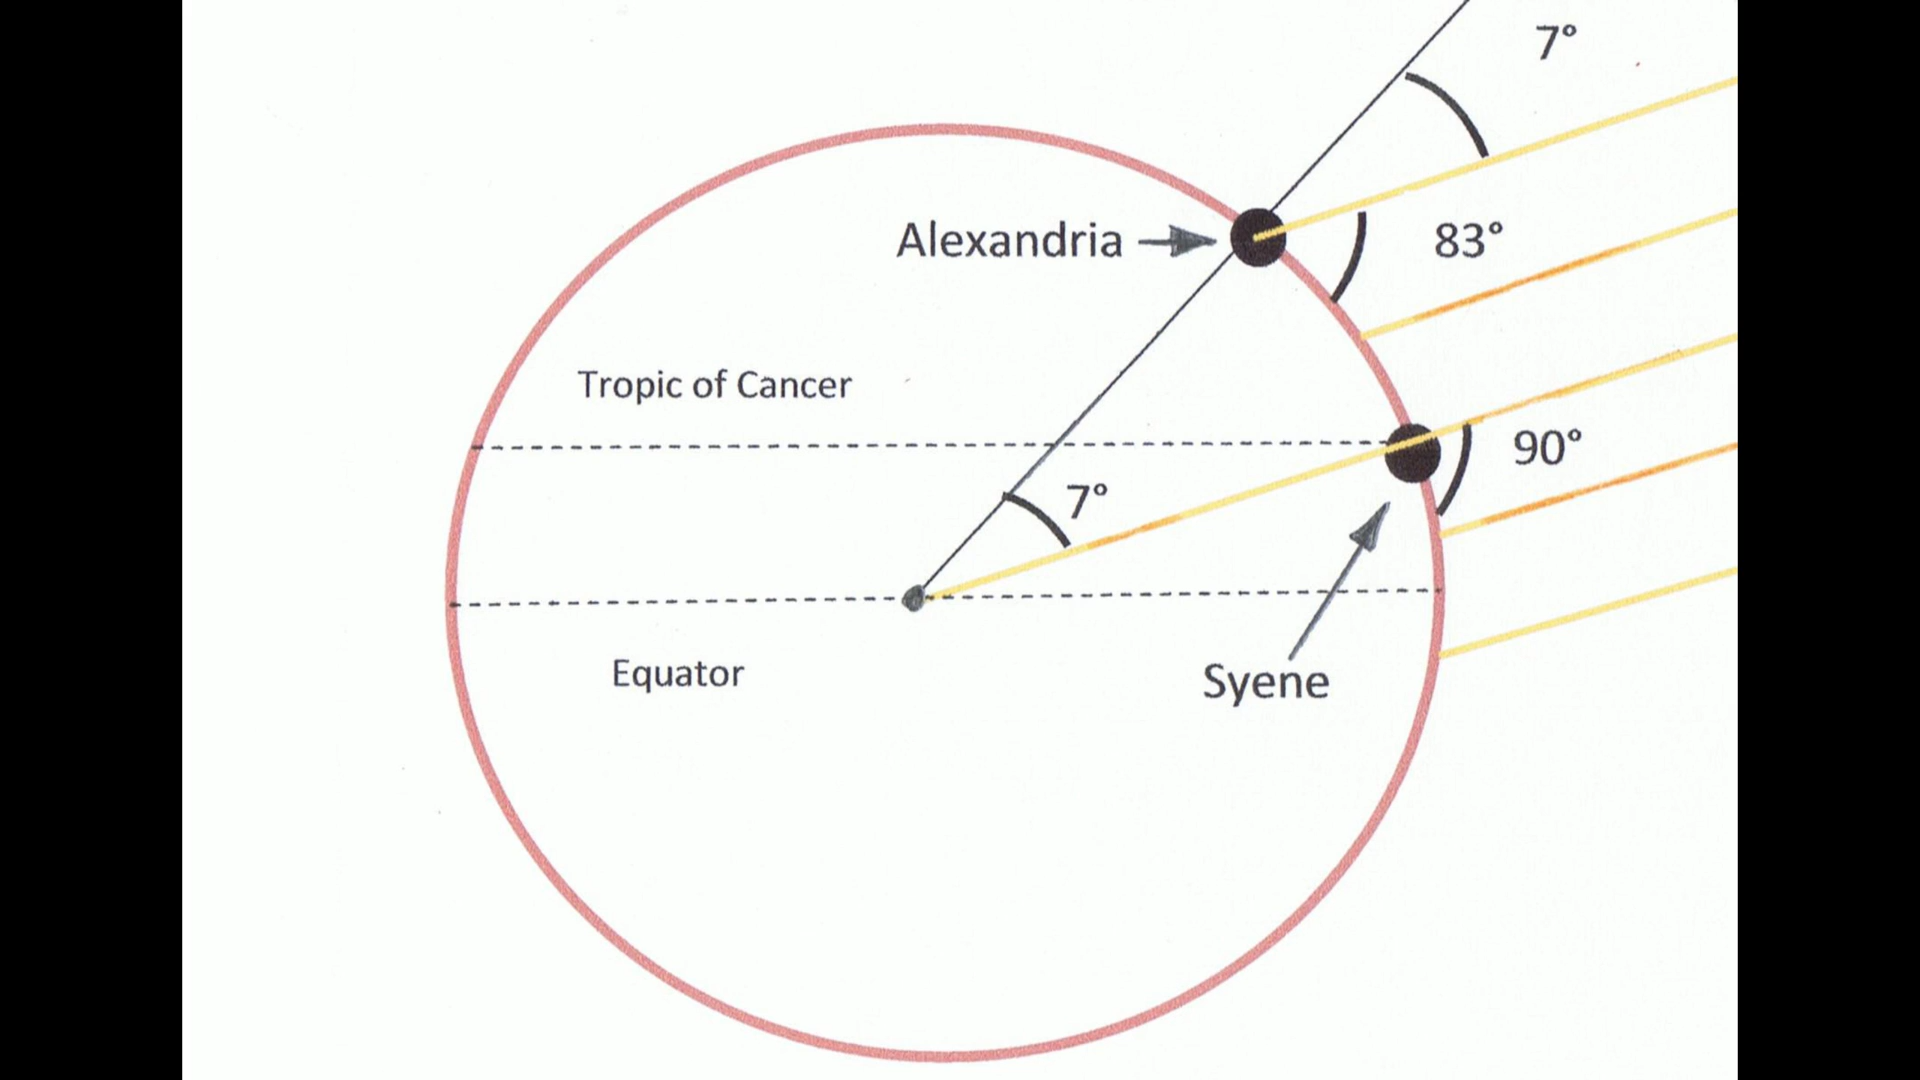 7°
Alexandria
83°
Tropic of Cancer
90°
7°
Equator
Syene